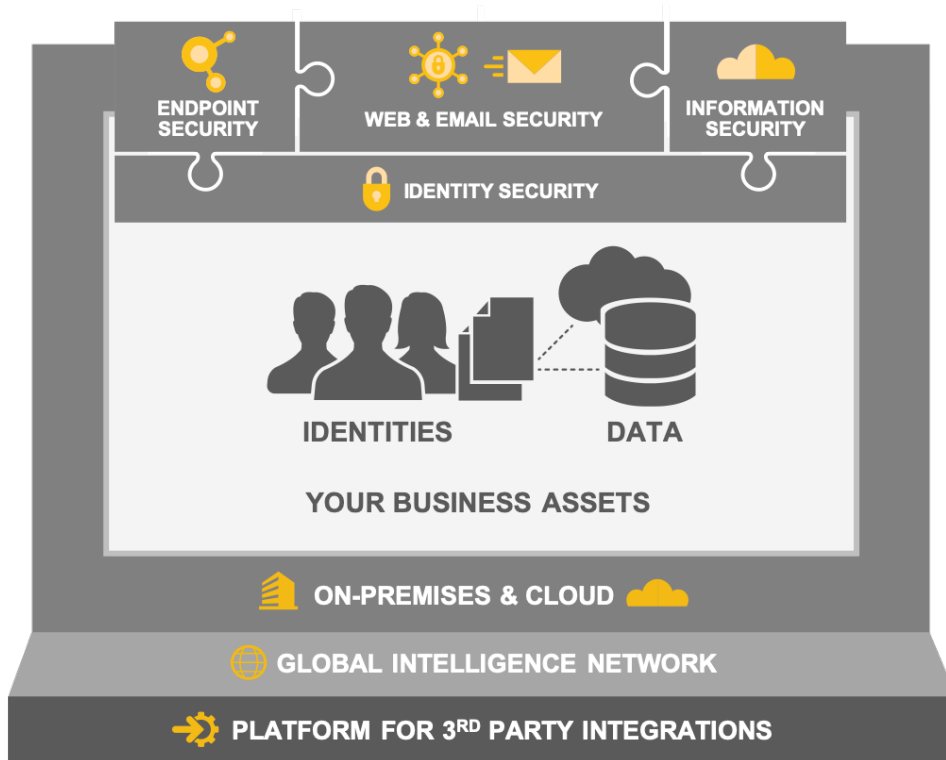 ENDPOINT
SECURITY
WEB & EMAIL SECURITY
INFORMATION
SECURITY
IDENTITY SECURITY
IDENTITIES
DATA
YOUR BUSINESS ASSETS
ON-PREMISES & CLOUD
GLOBAL INTELLIGENCE NETWORK
PLATFORM FOR 3RD PARTY INTEGRATIONS